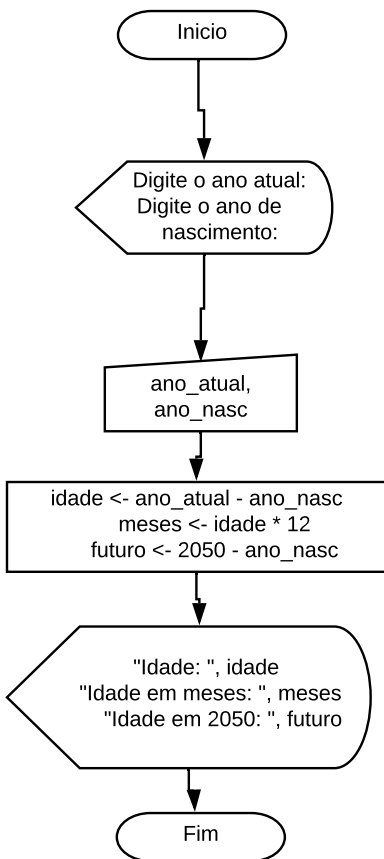 Inicio
Digite o ano atual:
Digite o ano de
nascimento:
ano_atual,
ano_nasc
idade <- ano_atual - ano_nasc
meses <- idade * 12
futuro <- 2050 - ano_nasc
"Idade: ", idade
"Idade em meses: ", meses
"Idade em 2050: ", futuro
Fim